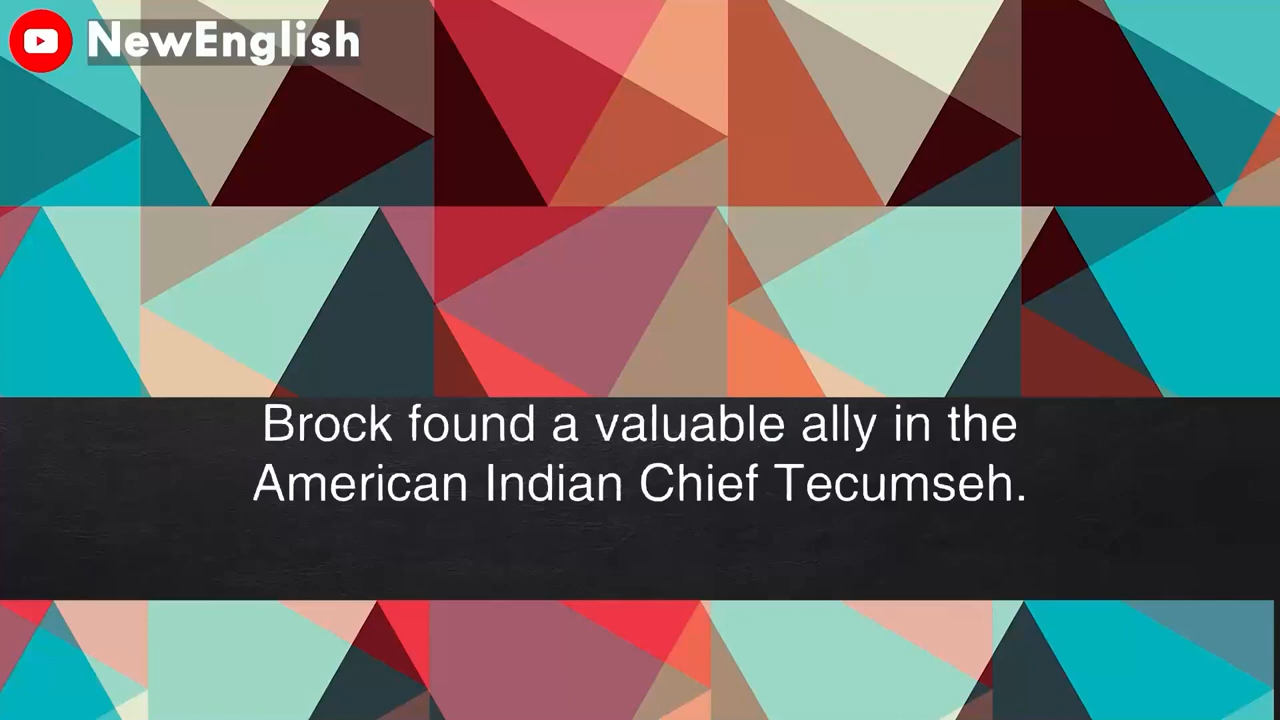 NewEnglish
Brock found a valuable ally in the
American Indian Chief Tecumseh.